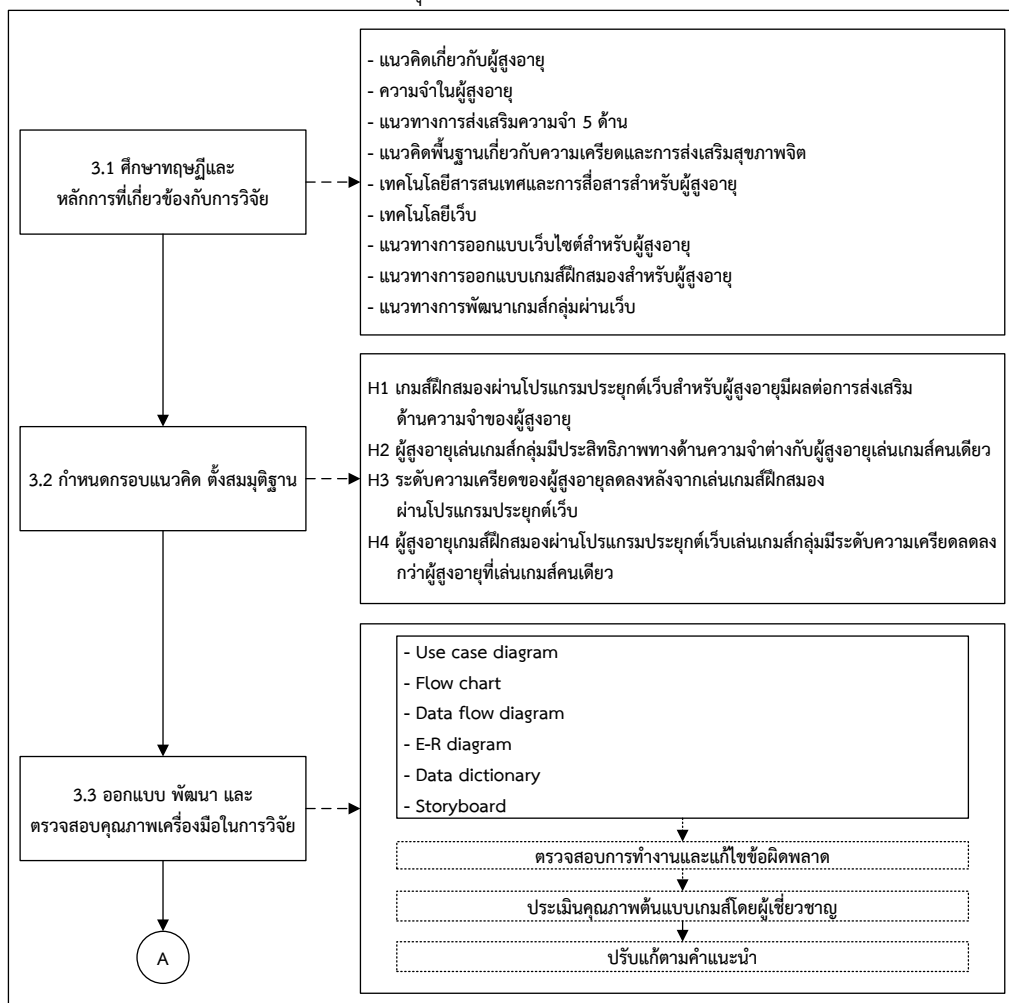 3.1 ศึกษาทฤษฏีและ
หลักการที่เกี่ยวข้องกับการวิจัย
- แนวคิดเกี่ยวกับผู้สูงอายุ
- ความจำในผู้สูงอายุ
- แนวทางการส่งเสริมความจำ 5 ด้าน
- แนวคิดพื้นฐานเกี่ยวกับความเครียดและการส่งเสริมสุขภาพจิต
- เทคโนโลยีสารสนเทศและการสื่อสารสำหรับผู้สูงอายุ
- เทคโนโลยีเว็บ
- แนวทางการออกแบบเว็บไซต์สำหรับผู้สูงอายุ
- แนวทางการออกแบบเกมส์ฝึกสมองสำหรับผู้สูงอายุ
- แนวทางการพัฒนาเกมส์กลุ่มผ่านเว็บ
3.2 กำหนดกรอบแนวคิด ตั้งสมมุติฐาน
H1 เกมส์ฝึกสมองผ่านโปรแกรมประยุกต์เว็บสำหรับผู้สูงอายุมีผลต่อการส่งเสริม
ด้านความจำของผู้สูงอายุ
H2 ผู้สูงอายุเล่นเกมส์กลุ่มมีประสิทธิภาพทางด้านความจำต่างกับผู้สูงอายุเล่นเกมส์คนเดียว
H3 ระดับความเครียดของผู้สูงอายุลดลงหลังจากเล่นเกมส์ฝึกสมอง
ผ่านโปรแกรมประยุกต์เว็บ
H4 ผู้สูงอายุเกมส์ฝึกสมองผ่านโปรแกรมประยุกต์เว็บเล่นเกมส์กลุ่มมีระดับความเครียดลดลง
กว่าผู้สูงอายุที่เล่นเกมส์คนเดียว
3.3 ออกแบบ พัฒนา และ
ตรวจสอบคุณภาพเครื่องมือในการวิจัย
- Use case diagram
- Flow chart
- Data flow diagram
- E-R diagram
- Data dictionary
- Storyboard
ตรวจสอบการทำงานและแก้ไขข้อผิดพลาด
ประเมินคุณภาพต้นแบบเกมส์โดยผู้เชี่ยวชาญ
ปรับแก้ตามคำแนะนำ
A